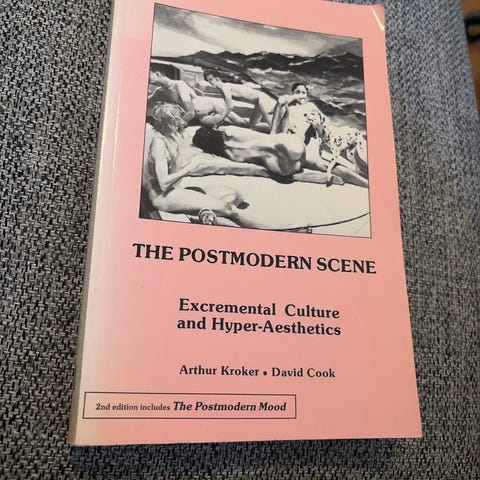 THE POSTMODERN SCENE
Excremental Culture
and Hyper-Aesthetics
Arthur Kroker • David Cook
2nd edition includes The Postmodern Mood